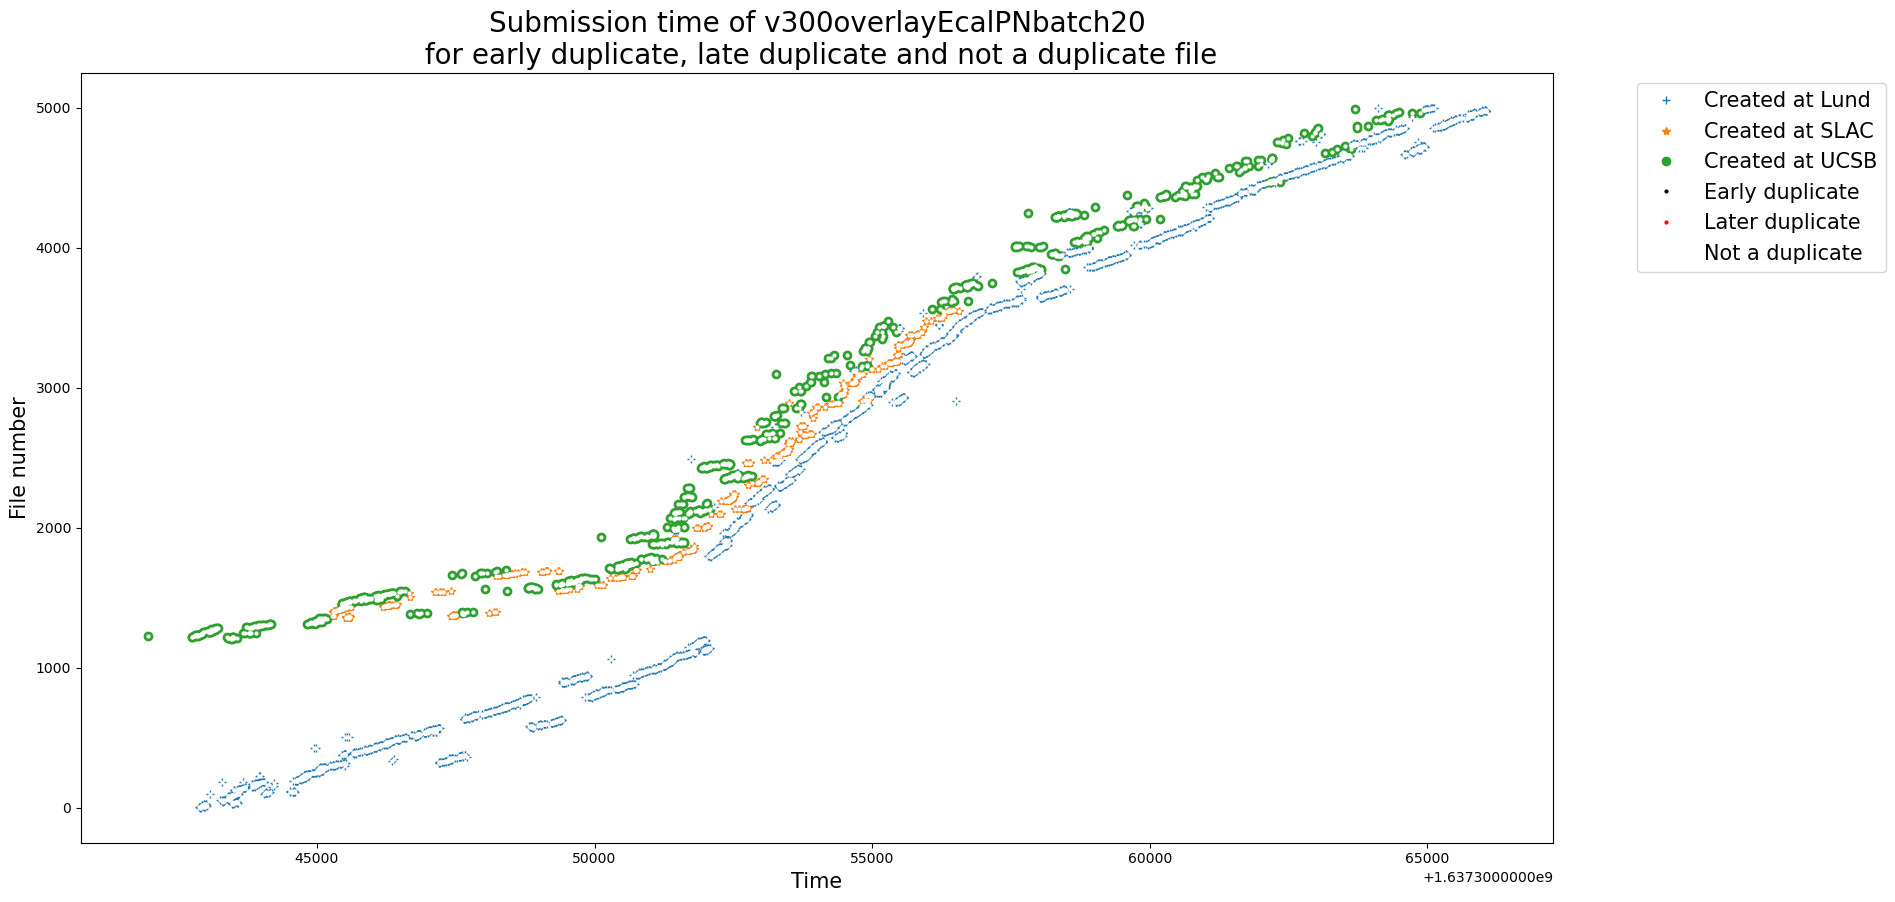 Submission time of v300overlayEcalPNbatch20
for early duplicate, late duplicate and not a duplicate file
File number
5000
4000
3000
2000
1000
0
45000
50000
55000
60000
65000
+1.6373000000e9
Time
Created at Lund
Created at SLAC
Created at UCSB
Early duplicate
Later duplicate
Not a duplicate